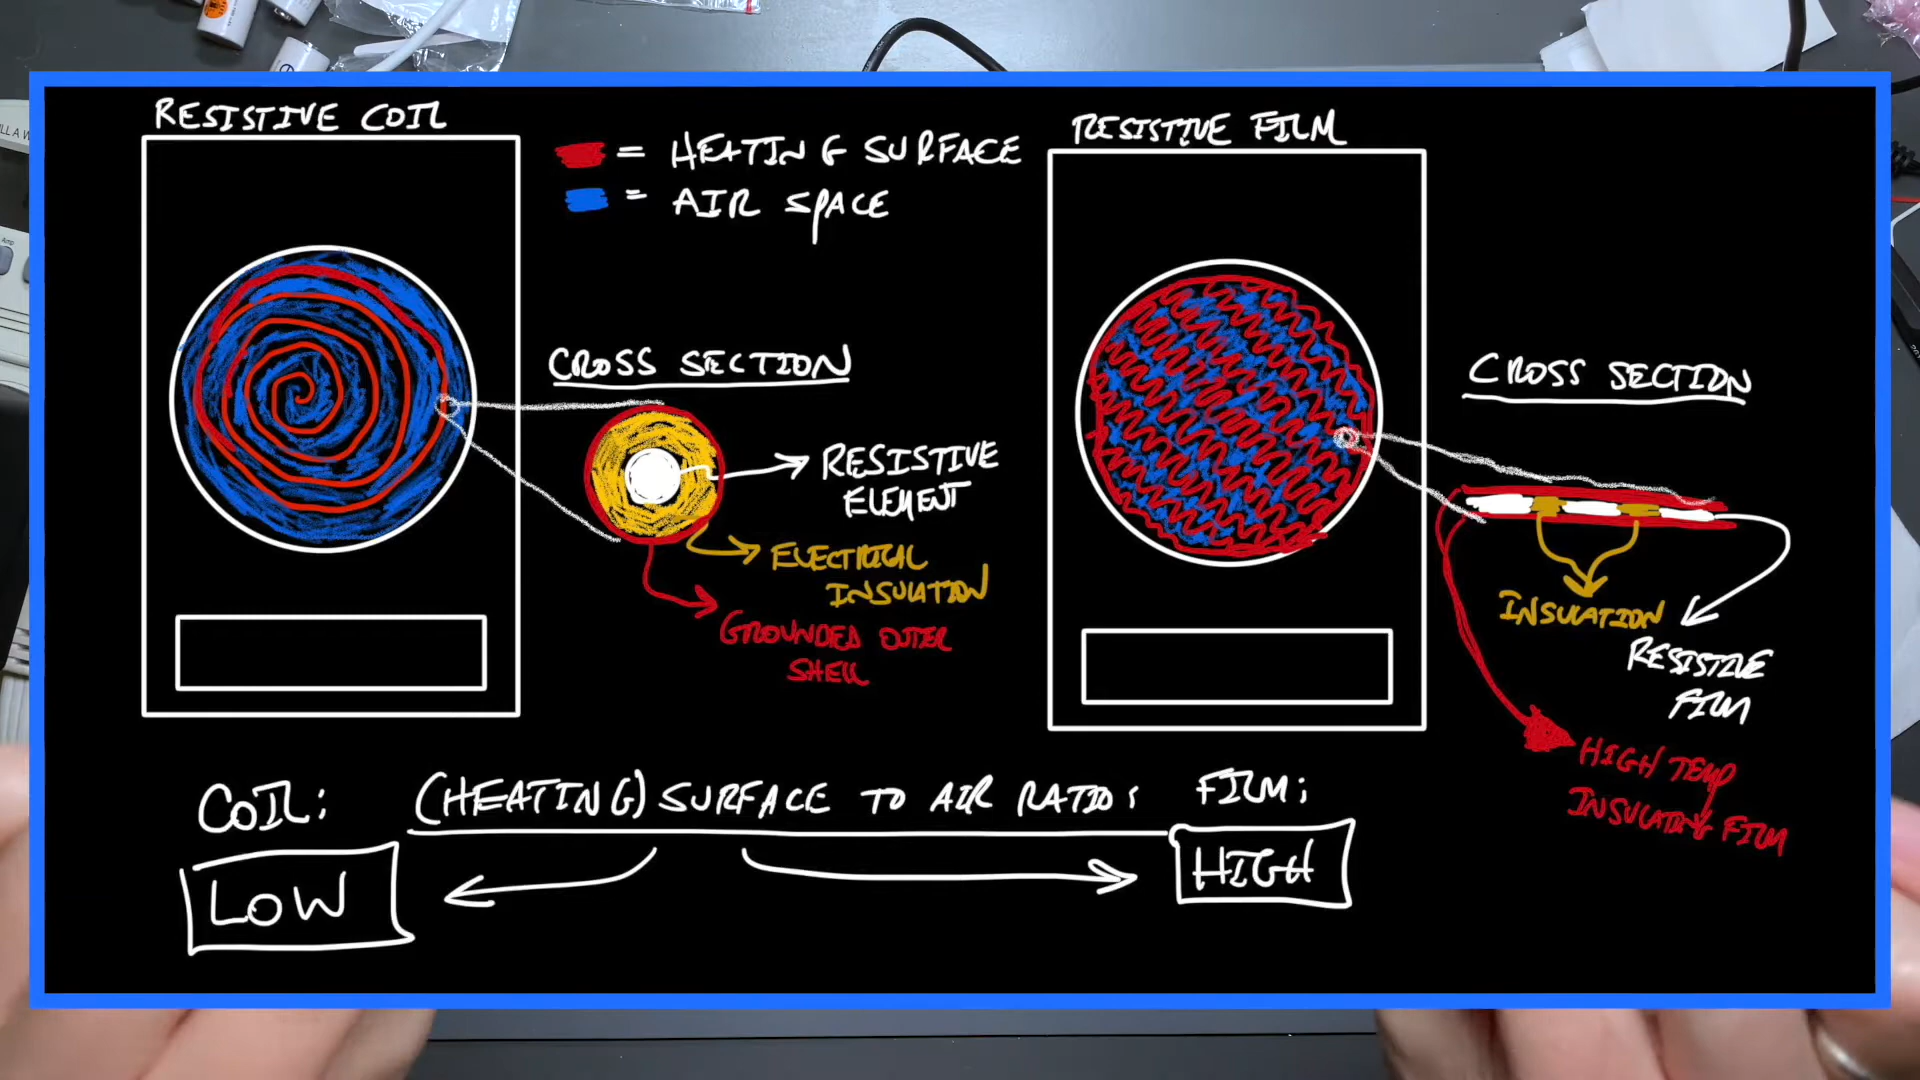 RESISTIVE COIL
= HEATING SURFACE
= AIR SPACE
RESISTIVE FILM
CROSS SECTION
RESISTIVE
ELEMENT
ELECTRICAL
INSULATION
GROUNDED OUTER
SHELL
CROSS SECTION
INSULATION
RESISTIVE
FILM
HIGH TEMP
INSULATING FILM
COIL: (HEATING) SURFACE TO AIR RATIO: FILM:
LOW
HIGH